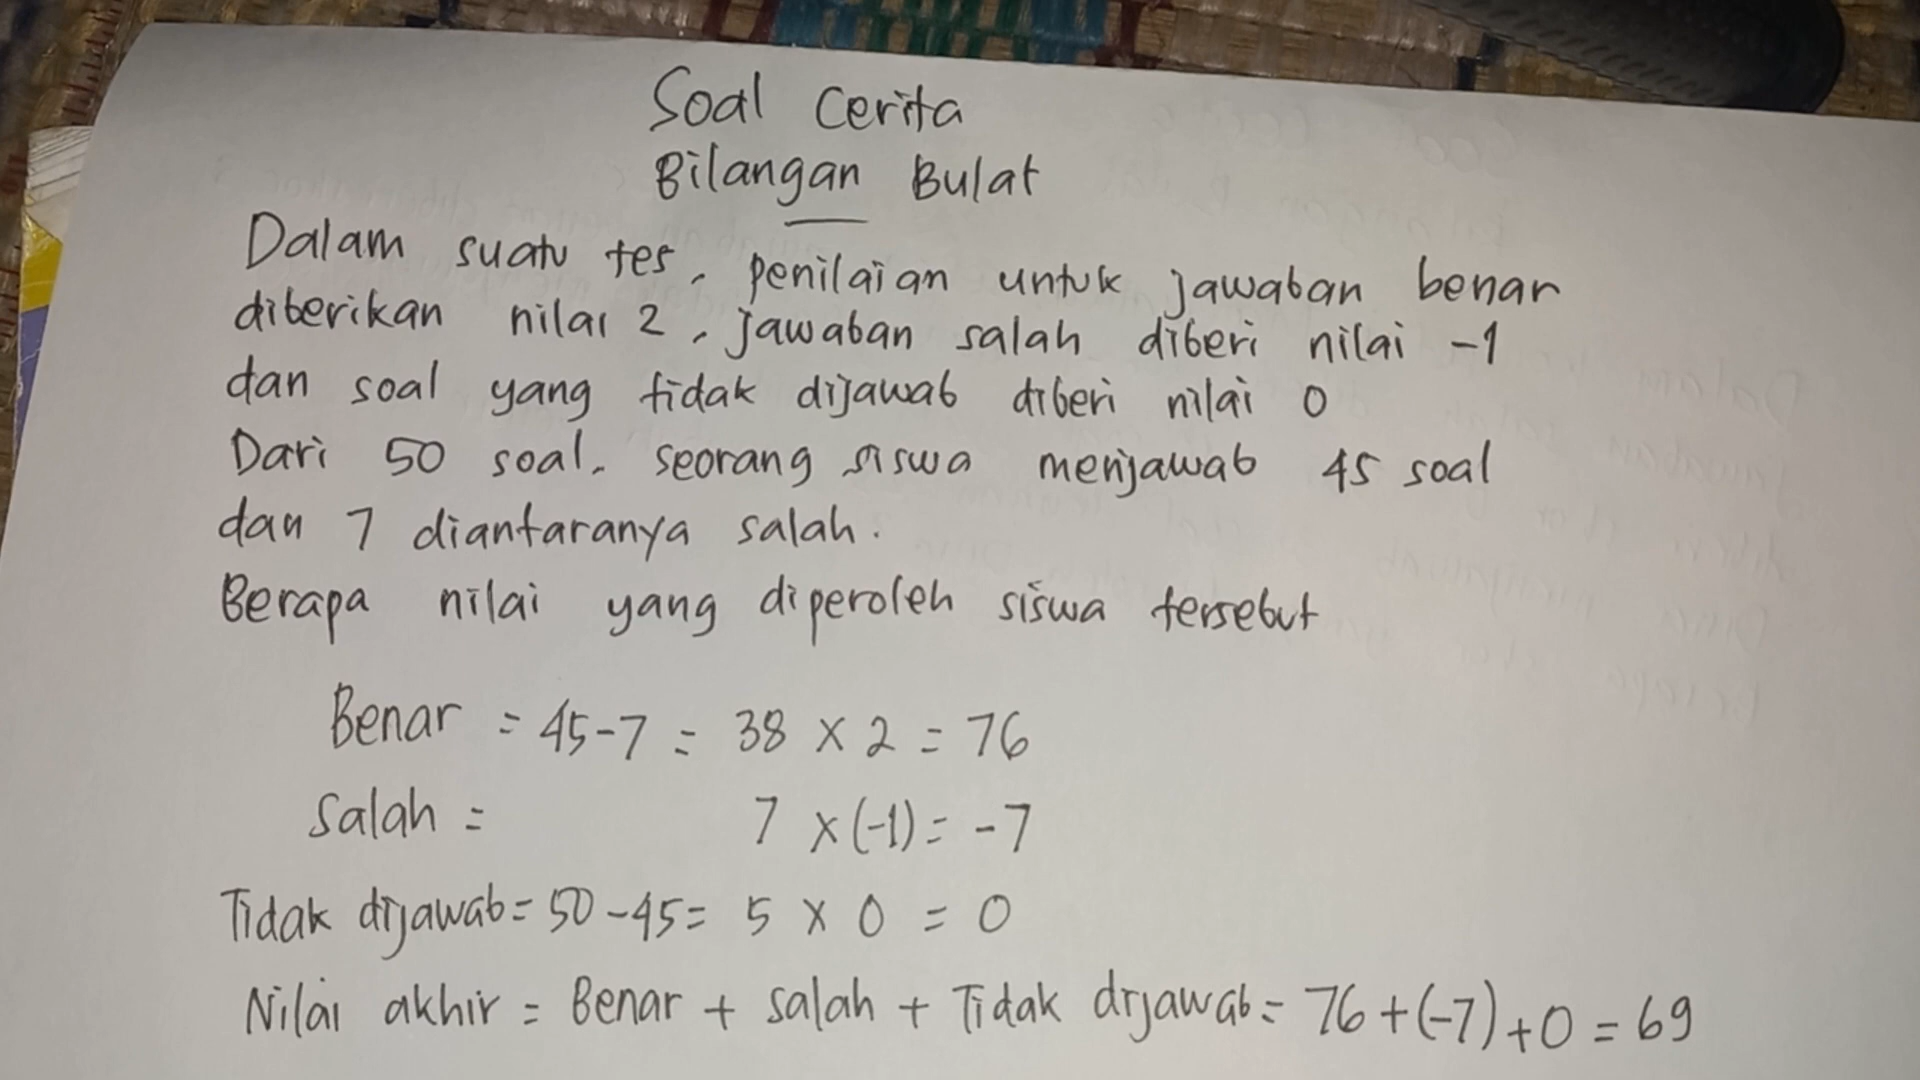 Soal Cerita
Bilangan Bulat
Dalam suatu tes, penilaian untuk jawaban benar
diberikan nilai 2, jawaban salah diberi nilai -1
dan soal yang tidak dijawab diberi nilai 0
Dari 50 soal, seorang siswa menjawab 45 soal
dan 7 diantaranya salah.
Berapa nilai yang diperoleh siswa tersebut
Benar = 45-7 = 38 x 2 = 76
Salah = 7 x (-1) = -7
Tidak dijawab = 50-45 = 5 x 0 = 0
Nilai akhir = Benar + salah + Tidak dijawab = 76 + (-7) + 0 = 69